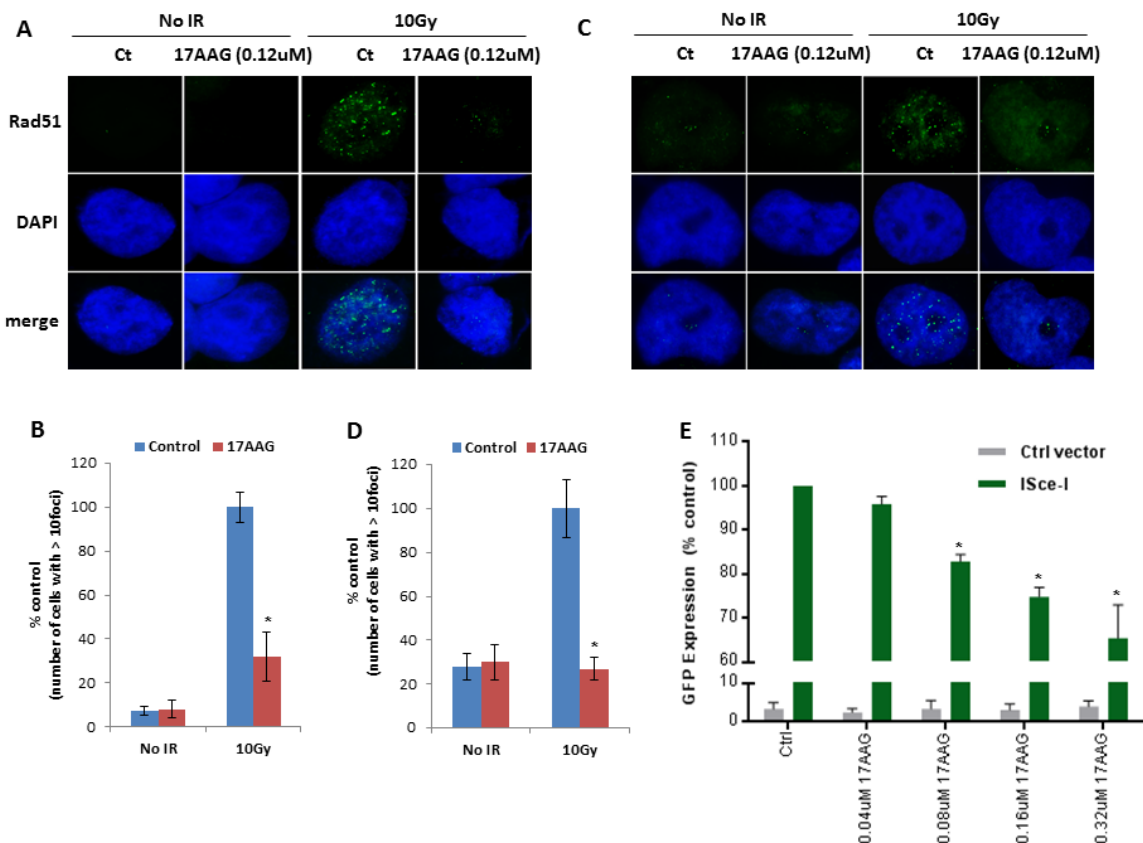 A
No IR
10Gy
Ct
17AAG (0.12uM)
Ct
17AAG (0.12uM)
Rad51
DAPI
merge
C
No IR
10Gy
Ct
17AAG (0.12uM)
Ct
17AAG (0.12uM)
B
Control
17AAG
% control
(number of cells with > 10foci)
120
100
80
60
40
20
0
*
No IR
10Gy
D
Control
17AAG
% control
(number of cells with > 10foci)
120
100
80
60
40
20
0
*
No IR
10Gy
E
Ctrl vector
ISce-I
GFP Expression (% control)
110
100
90
80
70
60
10
0
*
*
*
Ctrl
0.04uM 17AAG
0.08uM 17AAG
0.16uM 17AAG
0.32uM 17AAG